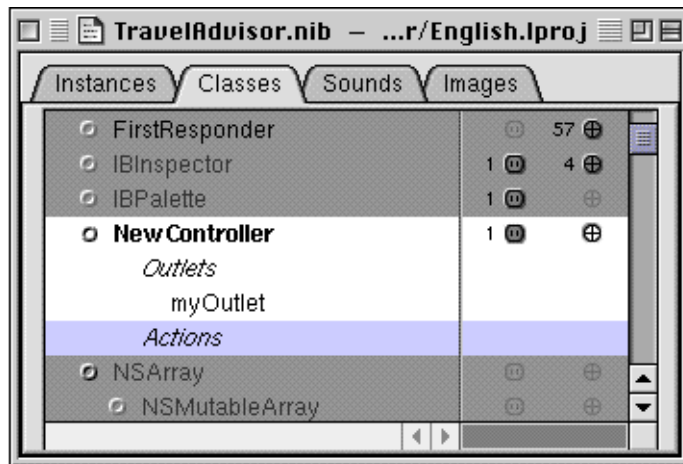 TravelAdvisor.nib — ...r/English.lproj
Instances Classes Sounds Images
FirstResponder 57
IBInspector 1 4
IBPalette 1
NewController 1
Outlets
myOutlet
Actions
NSArray
NSMutableArray